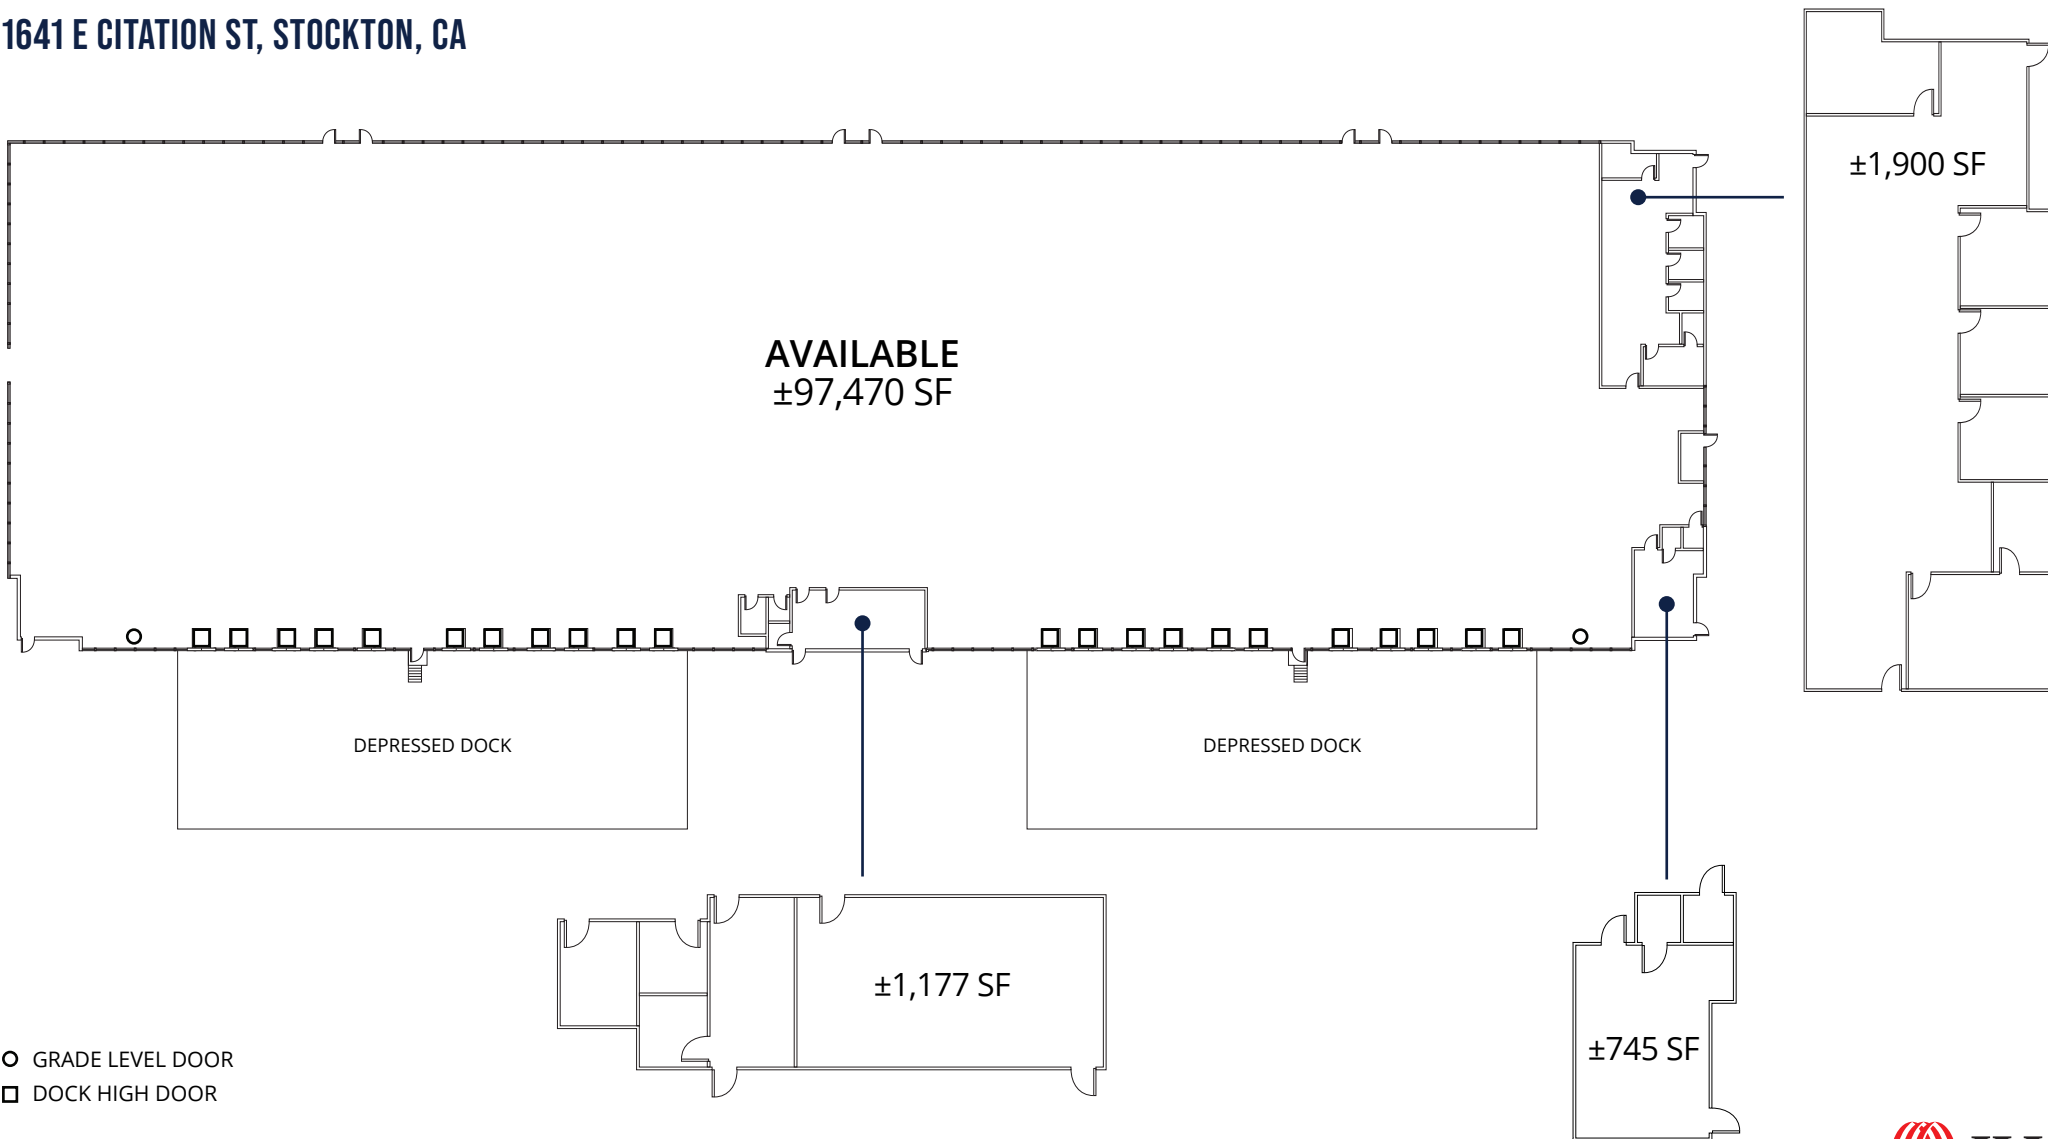 1641 E CITATION ST, STOCKTON, CA
±1,900 SF
AVAILABLE
±97,470 SF
DEPRESSED DOCK
DEPRESSED DOCK
±1,177 SF
±745 SF
GRADE LEVEL DOOR
DOCK HIGH DOOR